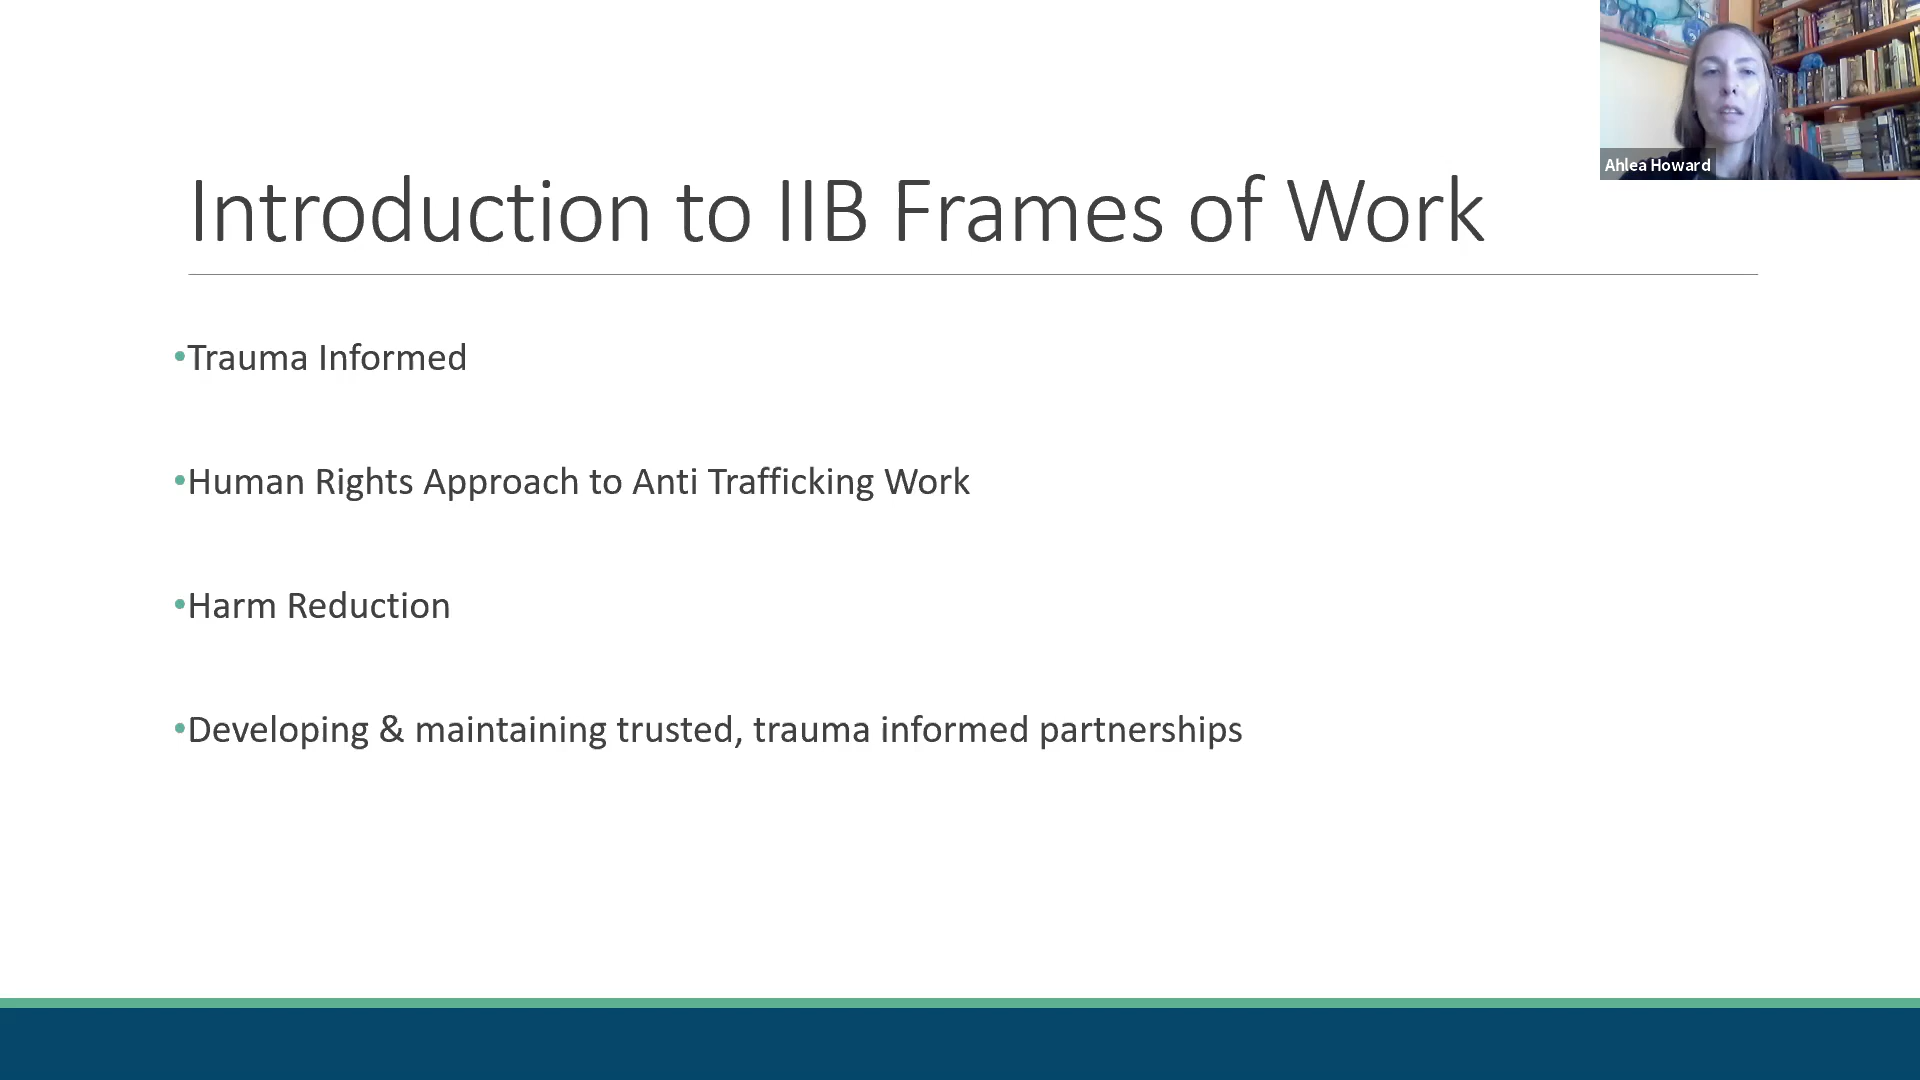 Ahlea Howard
Introduction to IIB Frames of Work
•Trauma Informed
•Human Rights Approach to Anti Trafficking Work
•Harm Reduction
•Developing & maintaining trusted, trauma informed partnerships